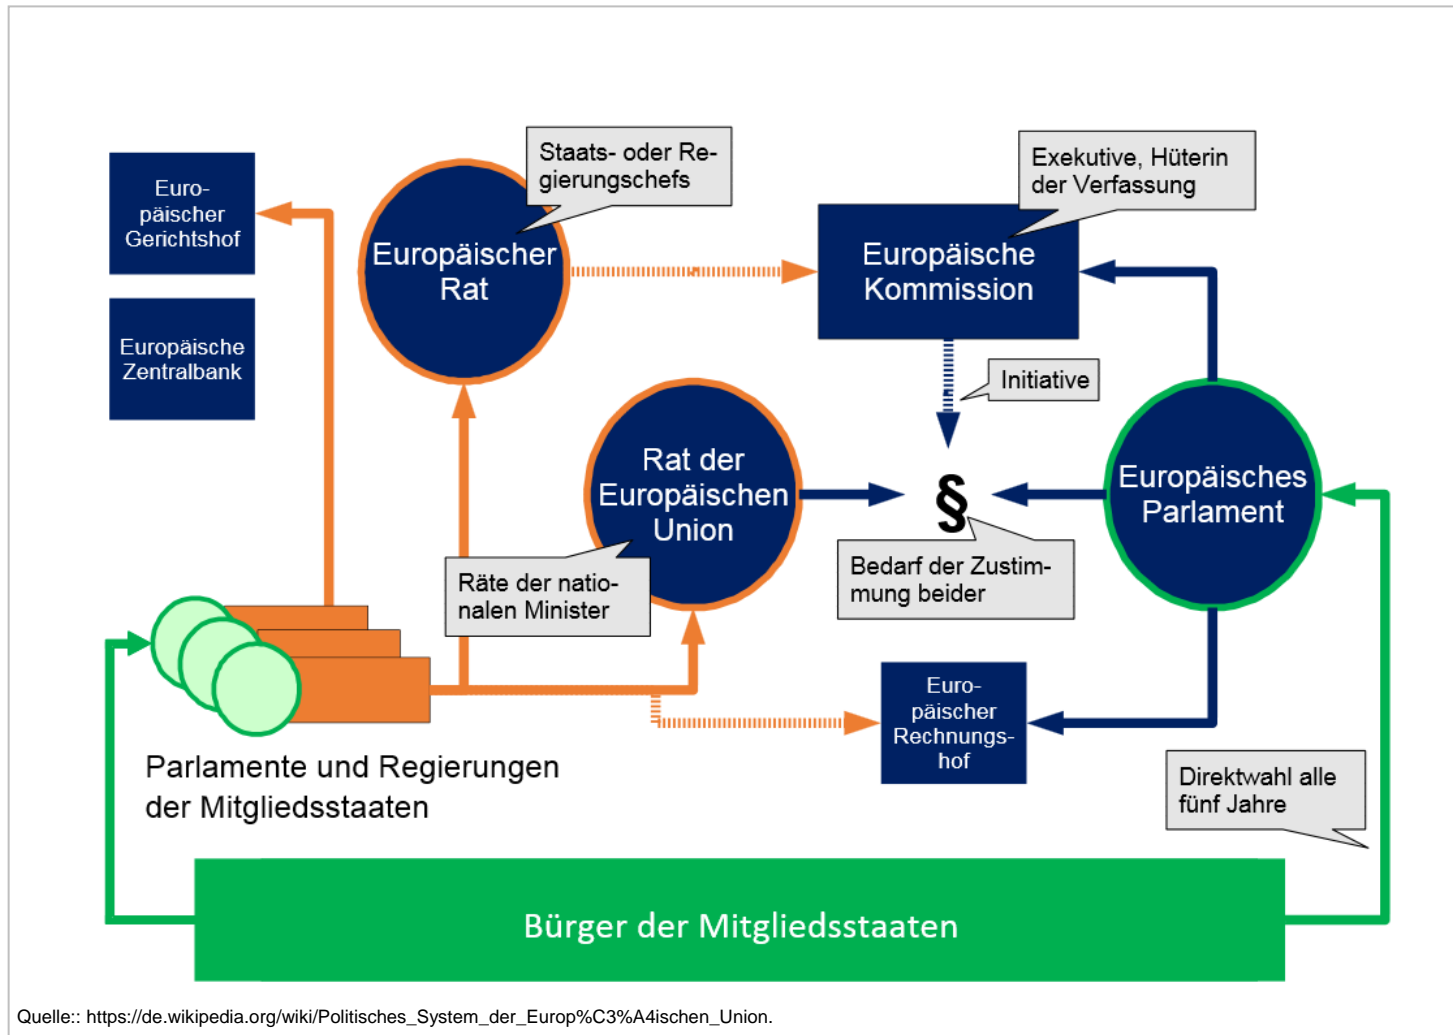 Staats- oder Re-
gierungschefs
Exekutive, Hüterin
der Verfassung
Euro-
päischer
Gerichtshof
Europäischer
Rat
Europäische
Kommission
Europäische
Zentralbank
Initiative
Rat der
Europäischen
Union
§
Europäisches
Parlament
Räte der natio-
nalen Minister
Bedarf der Zustim-
mung beider
Euro-
päischer
Rechnungs-
hof
Parlamente und Regierungen
der Mitgliedsstaaten
Direktwahl alle
fünf Jahre
Bürger der Mitgliedsstaaten
Quelle:: https://de.wikipedia.org/wiki/Politisches_System_der_Europ%C3%A4ischen_Union.